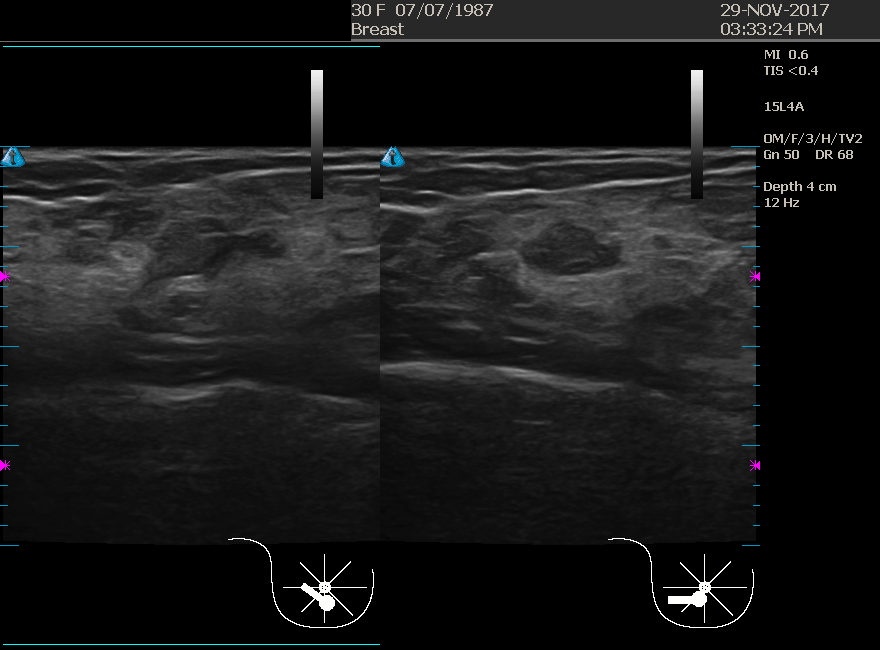 30 F 07/07/1987 29-NOV-2017
Breast 03:33:24 PM
MI 0.6
TIS <0.4
15L4A
OM/F/3/H/TV2
Gn 50 DR 68
Depth 4 cm
12 Hz